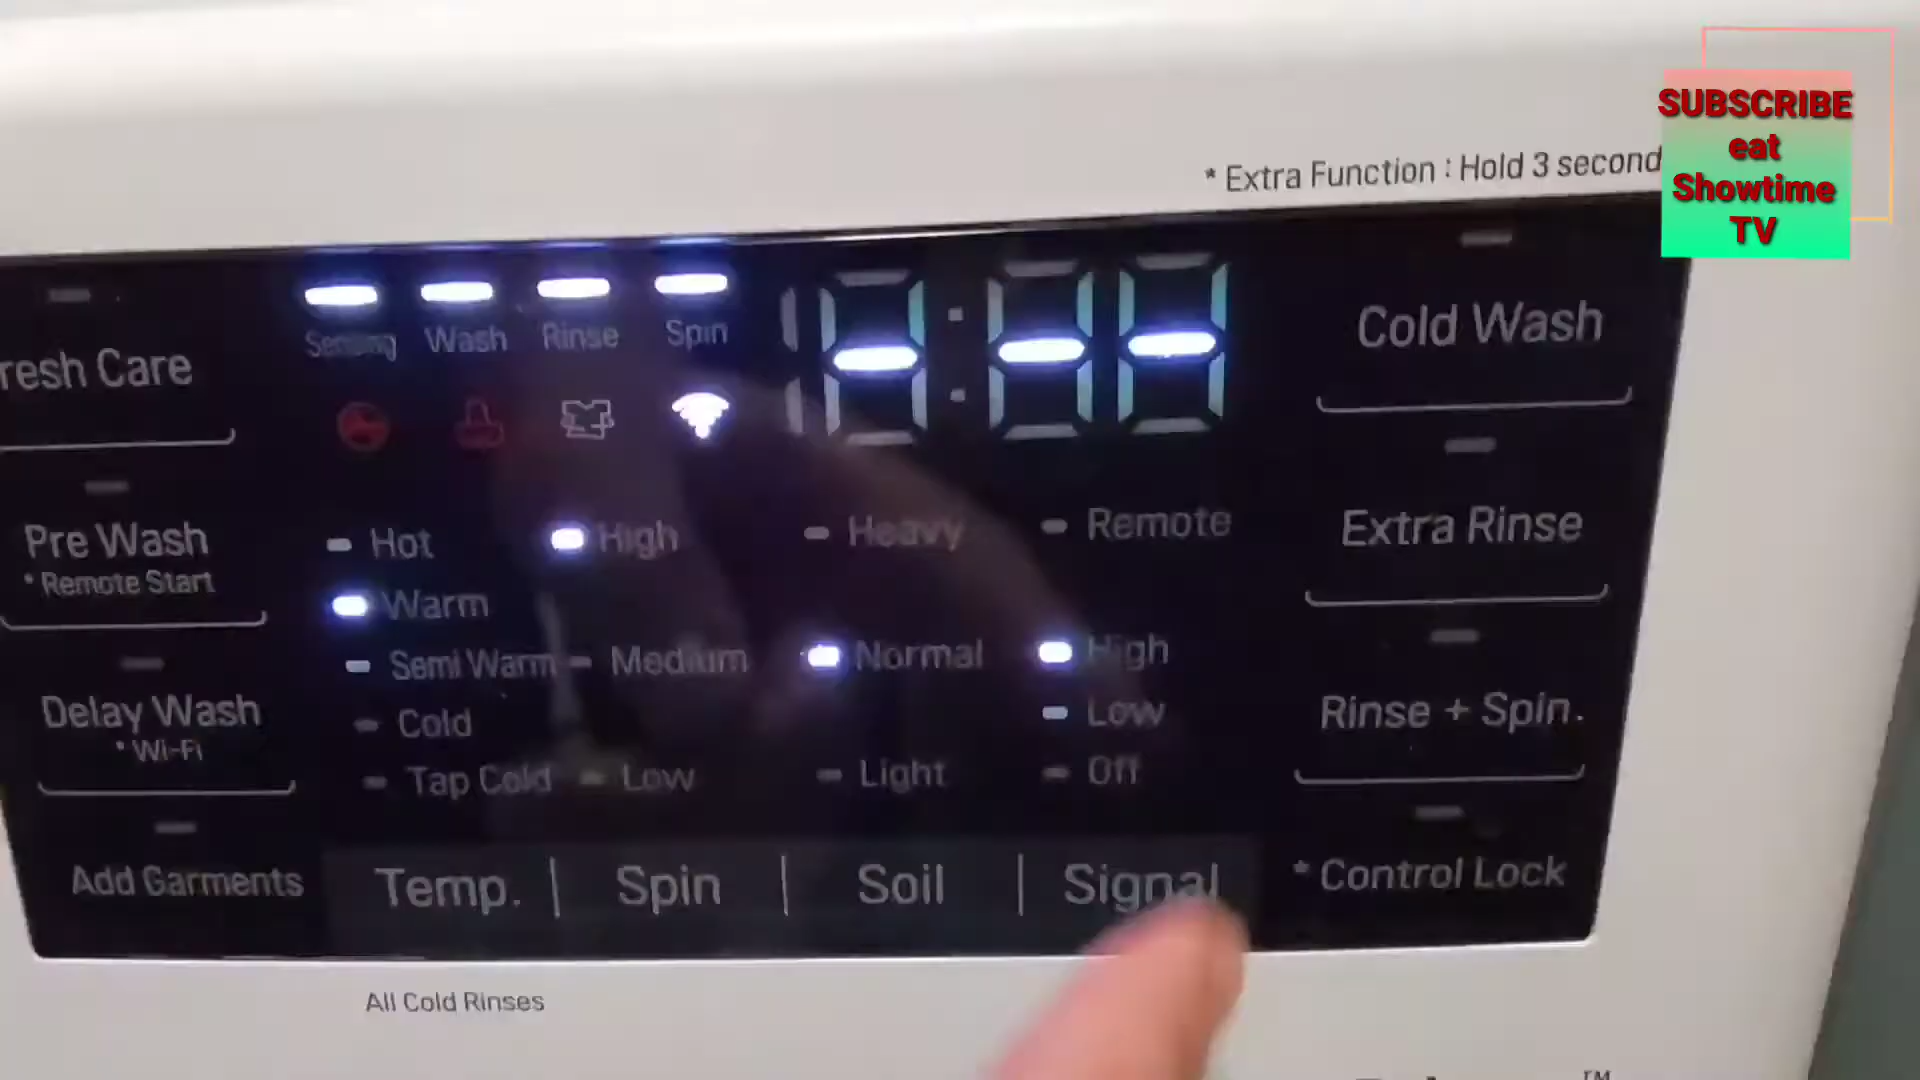 SUBSCRIBE
eat
Showtime
TV
* Extra Function : Hold 3 second
Sensing Wash Rinse Spin
-:--
resh Care
Cold Wash
Pre Wash
* Remote Start
Extra Rinse
Delay Wash
* Wi-Fi
Rinse + Spin.
Add Garments
* Control Lock
Hot High Heavy Remote
Warm
Semi Warm Medium Normal High
Cold Low
Tap Cold Low Light Off
Temp. | Spin | Soil | Signal
All Cold Rinses
TM